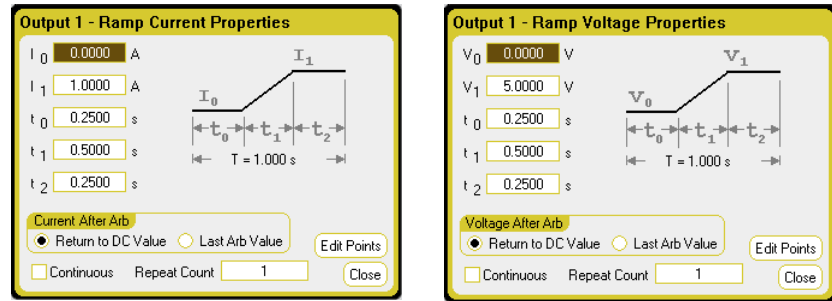 Output 1 - Ramp Current Properties
I 0 0.0000 A
I 1 1.0000 A
t 0 0.2500 s
t 1 0.5000 s
t 2 0.2500 s
I0
I1
t0 t1 t2
T = 1.000 s
Current After Arb
Return to DC Value Last Arb Value
Edit Points
Continuous Repeat Count 1
Close
Output 1 - Ramp Voltage Properties
V0 0.0000 V
V1 5.0000 V
t 0 0.2500 s
t 1 0.5000 s
t 2 0.2500 s
V0
V1
t0 t1 t2
T = 1.000 s
Voltage After Arb
Return to DC Value Last Arb Value
Edit Points
Continuous Repeat Count 1
Close